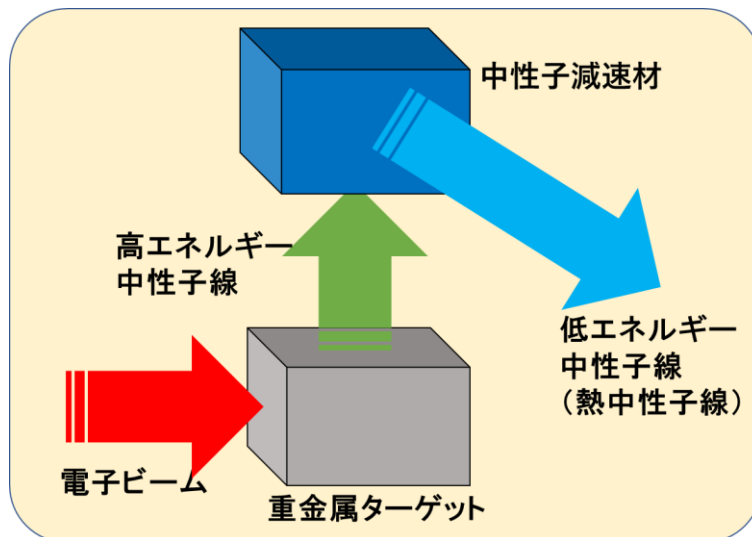 中性子減速材
高エネルギー
中性子線
低エネルギー
中性子線
（熱中性子線）
電子ビーム
重金属ターゲット